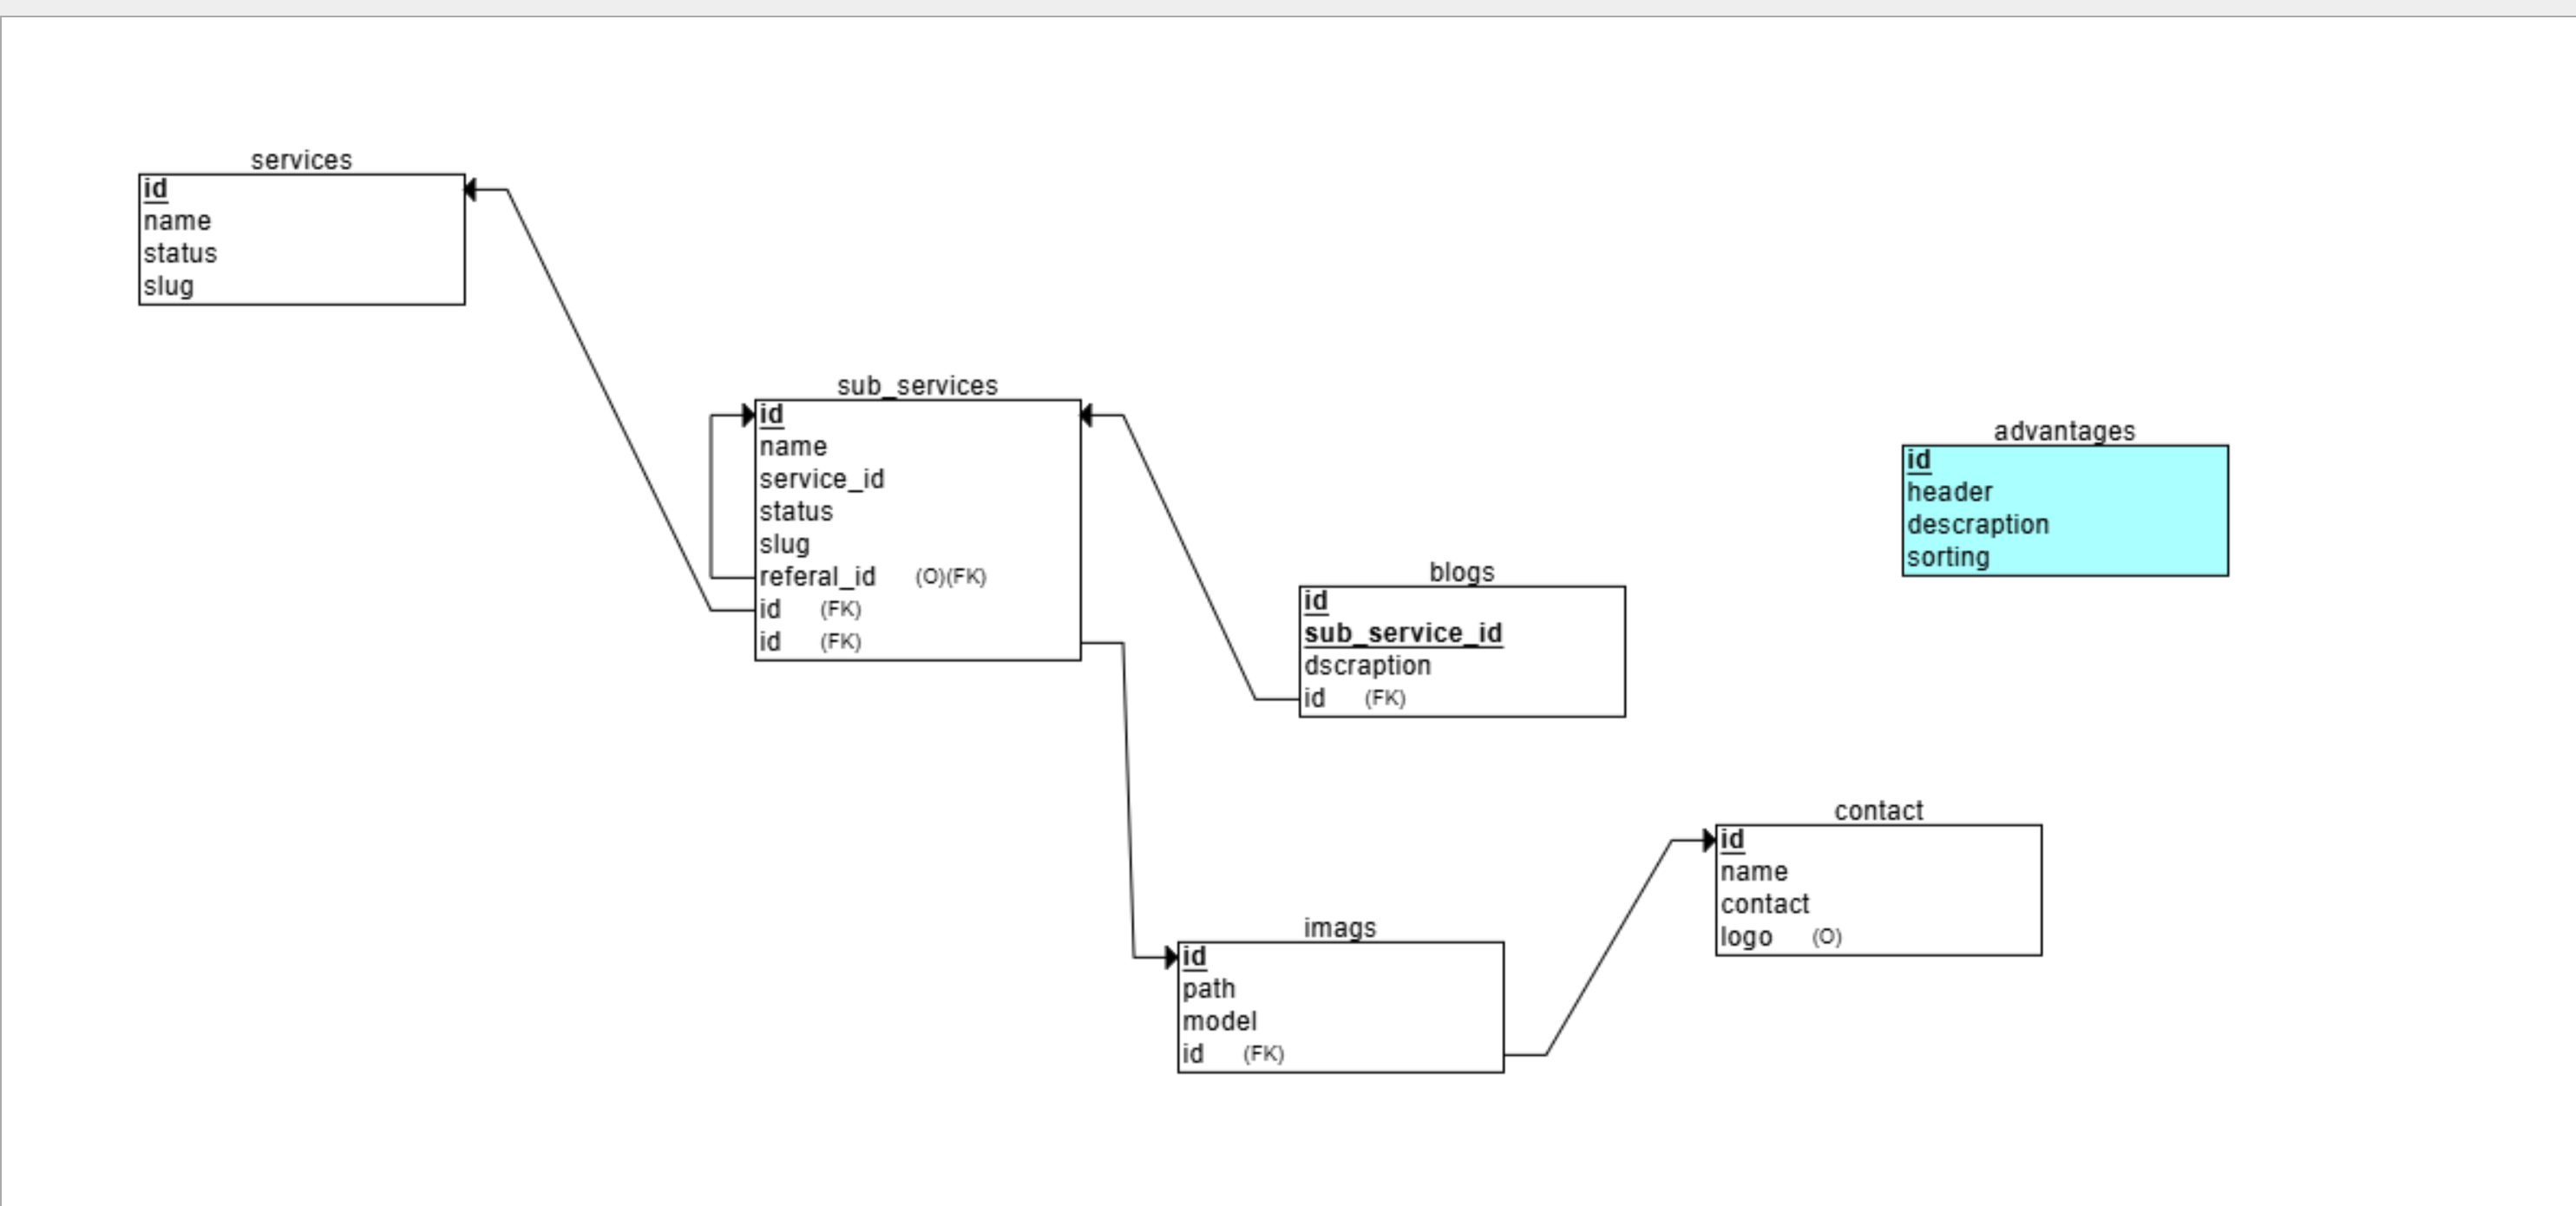 services
id
name
status
slug
sub_services
id
name
service_id
status
slug
referal_id (O)(FK)
id (FK)
id (FK)
advantages
id
header
descraption
sorting
blogs
id
sub_service_id
dscraption
id (FK)
contact
id
name
contact
logo (O)
imags
id
path
model
id (FK)